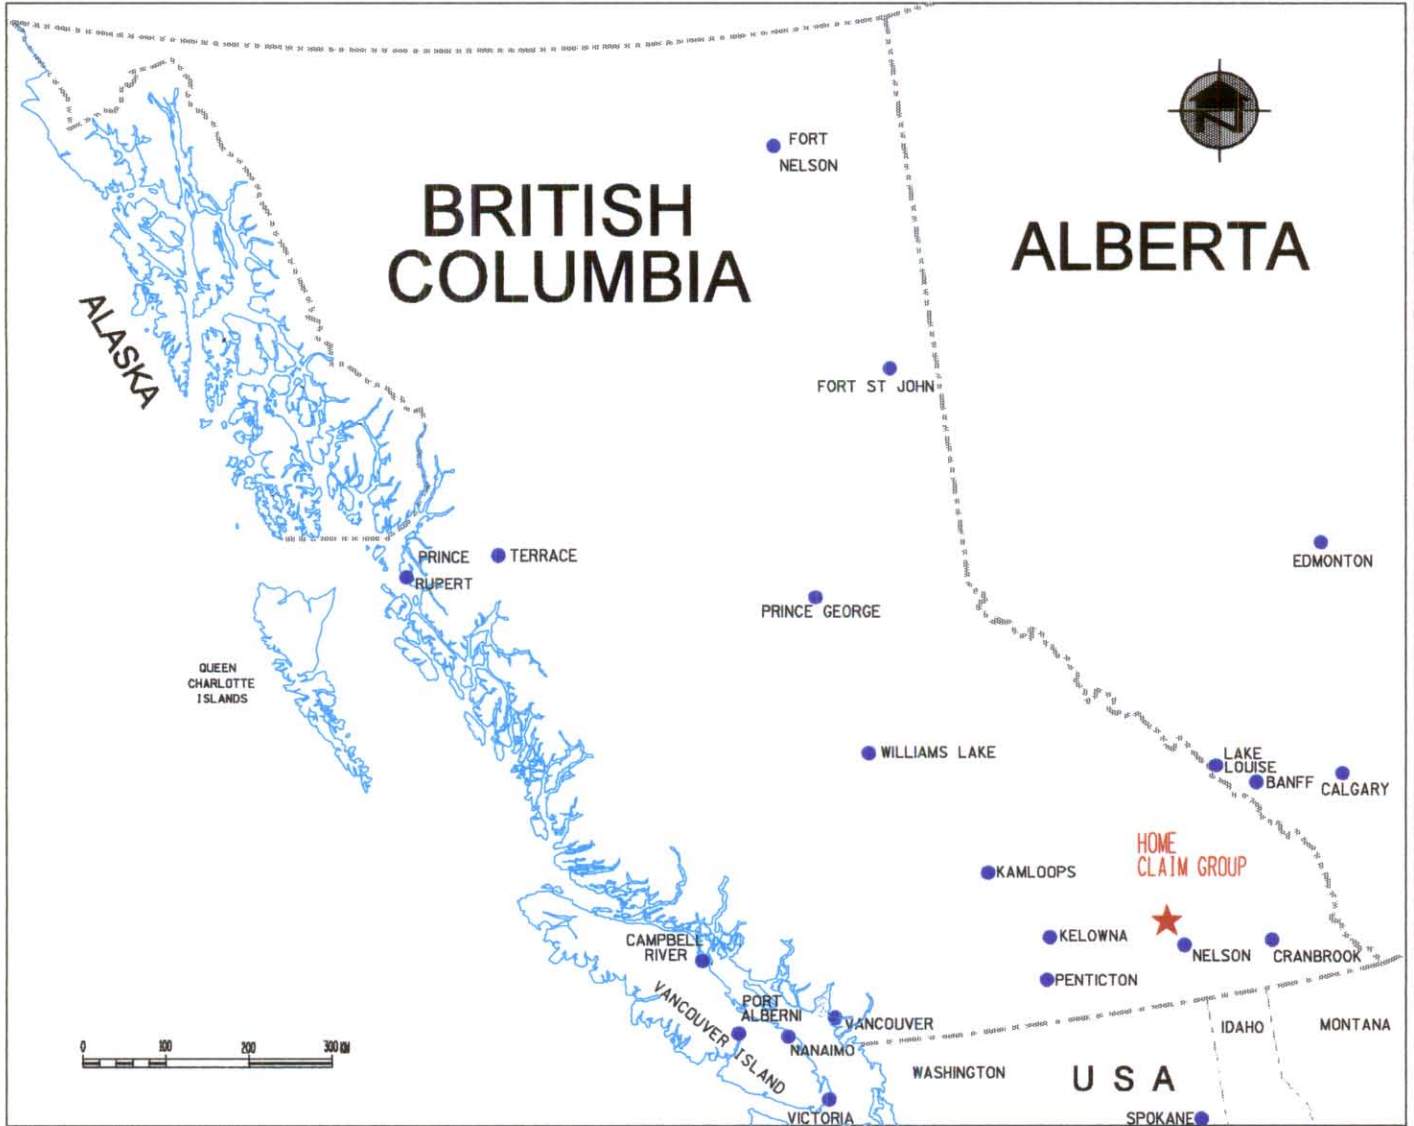 FORT
NELSON
BRITISH
COLUMBIA
ALBERTA
N
ALASKA
FORT ST JOHN
EDMONTON
PRINCE
RUPERT
TERRACE
PRINCE GEORGE
QUEEN
CHARLOTTE
ISLANDS
WILLIAMS LAKE
LAKE
LOUISE
BANFF
CALGARY
HOME
CLAIM GROUP
KAMLOOPS
KELOWNA
NELSON
CRANBROOK
PENTICTON
CAMPBELL
RIVER
VANCOUVER ISLAND
PORT
ALBERNI
NANAIMO
VANCOUVER
VICTORIA
IDAHO
MONTANA
WASHINGTON
U S A
SPOKANE
0 100 200 300 KM